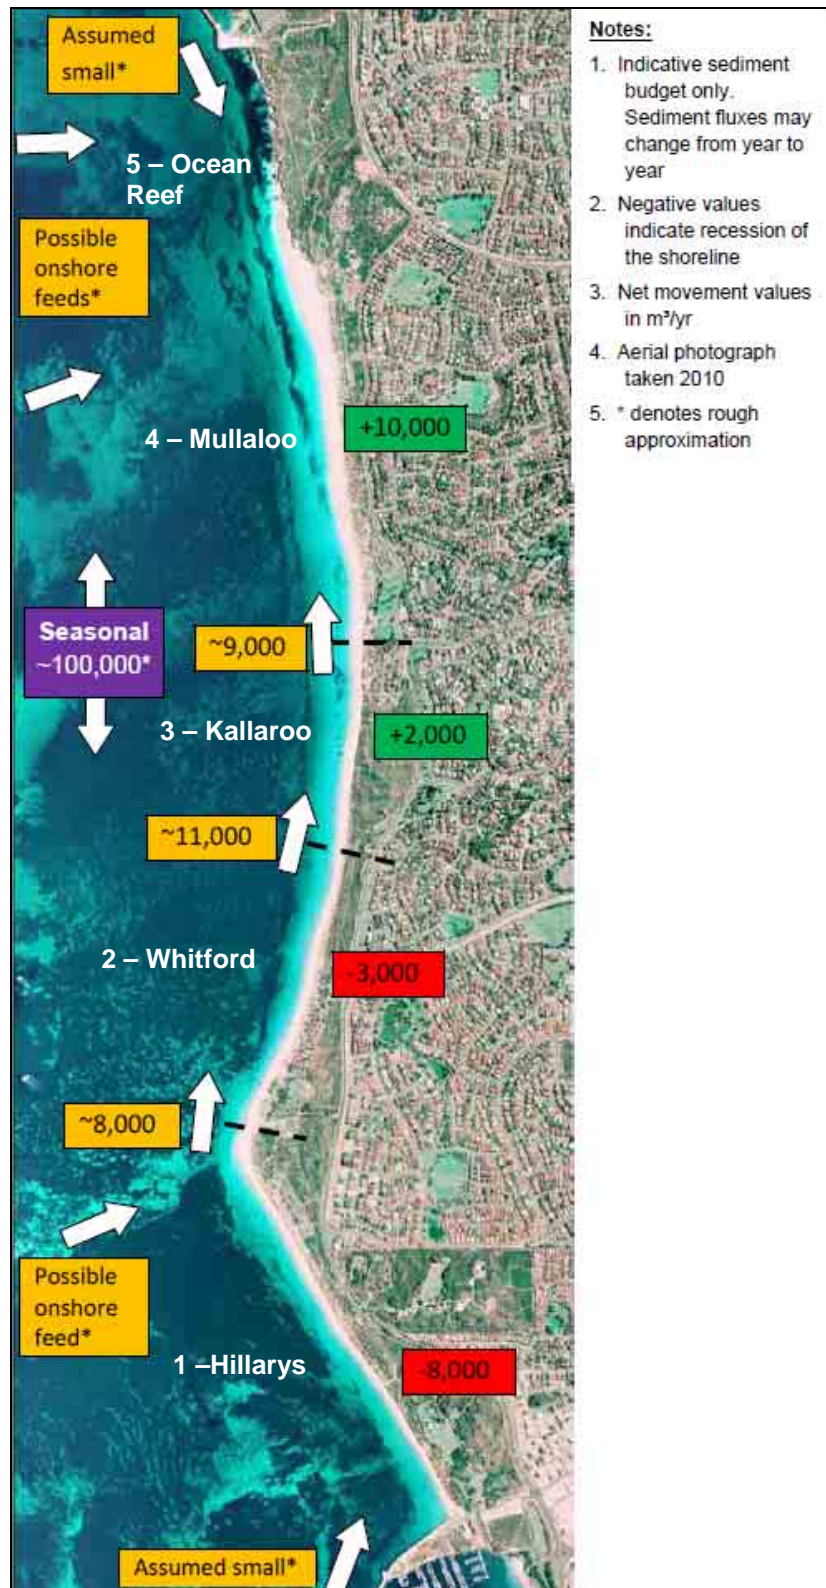 Assumed
small*
5 – Ocean
Reef
Possible
onshore
feeds*
4 – Mullaloo
+10,000
Seasonal
~100,000*
~9,000
3 – Kallaroo
+2,000
~11,000
2 – Whitford
-3,000
~8,000
Possible
onshore
feed*
1 –Hillarys
-8,000
Assumed small*
Notes:
1. Indicative sediment
budget only.
Sediment fluxes may
change from year to
year
2. Negative values
indicate recession of
the shoreline
3. Net movement values
in m³/yr
4. Aerial photograph
taken 2010
5. * denotes rough
approximation